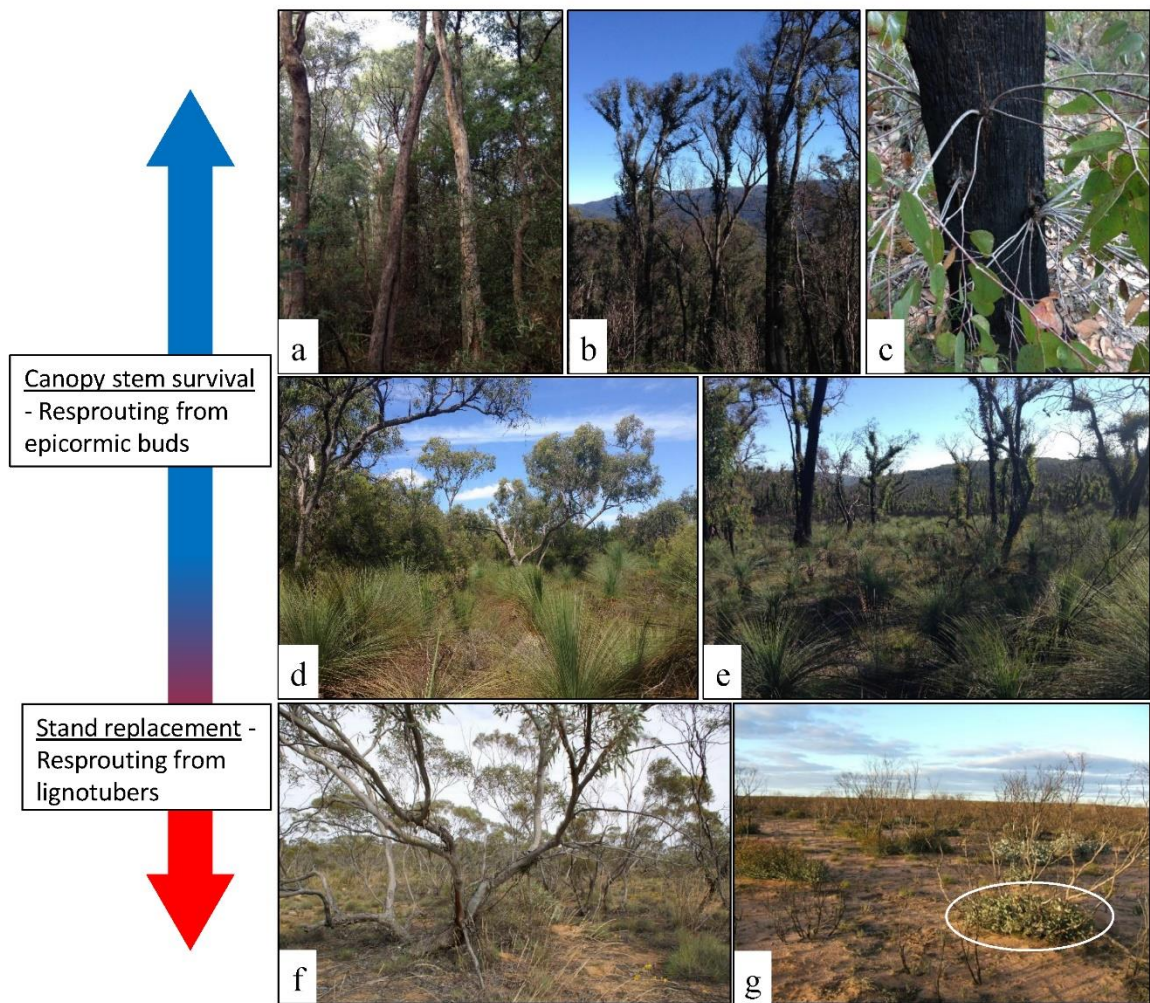 a
b
c
Canopy stem survival
- Resprouting from
epicormic buds
d
e
Stand replacement -
Resprouting from
lignotubers
f
g